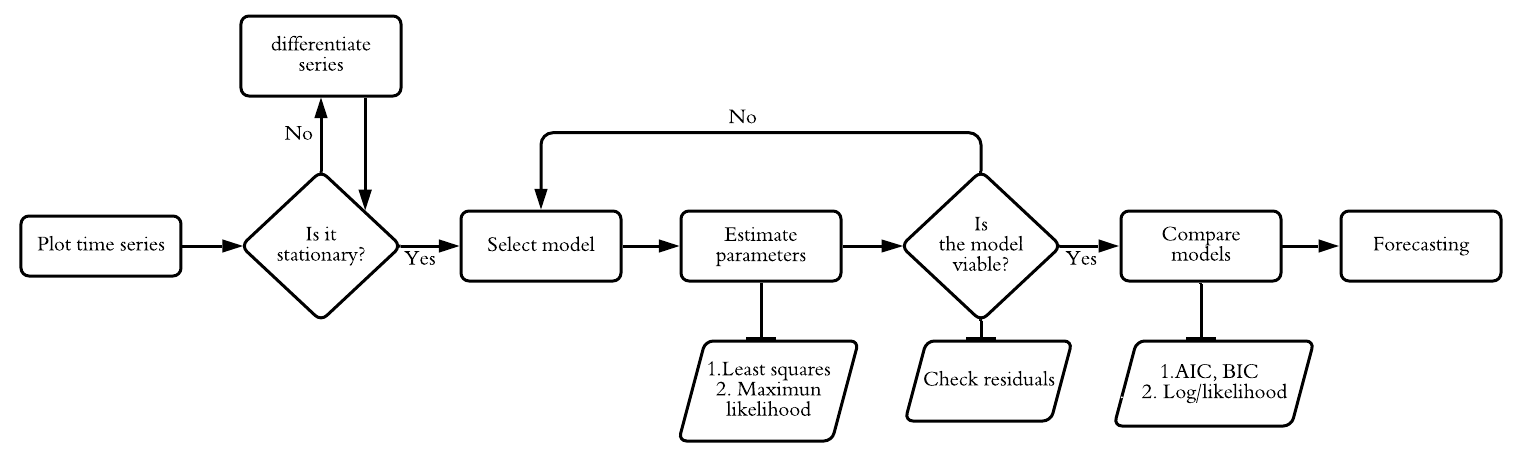 differentiate
series
No
No
Plot time series
Is it
stationary?
Yes
Select model
Estimate
parameters
Is
the model
viable?
Yes
Compare
models
Forecasting
1.Least squares
2. Maximun
likelihood
Check residuals
1.AIC, BIC
2. Log/likelihood